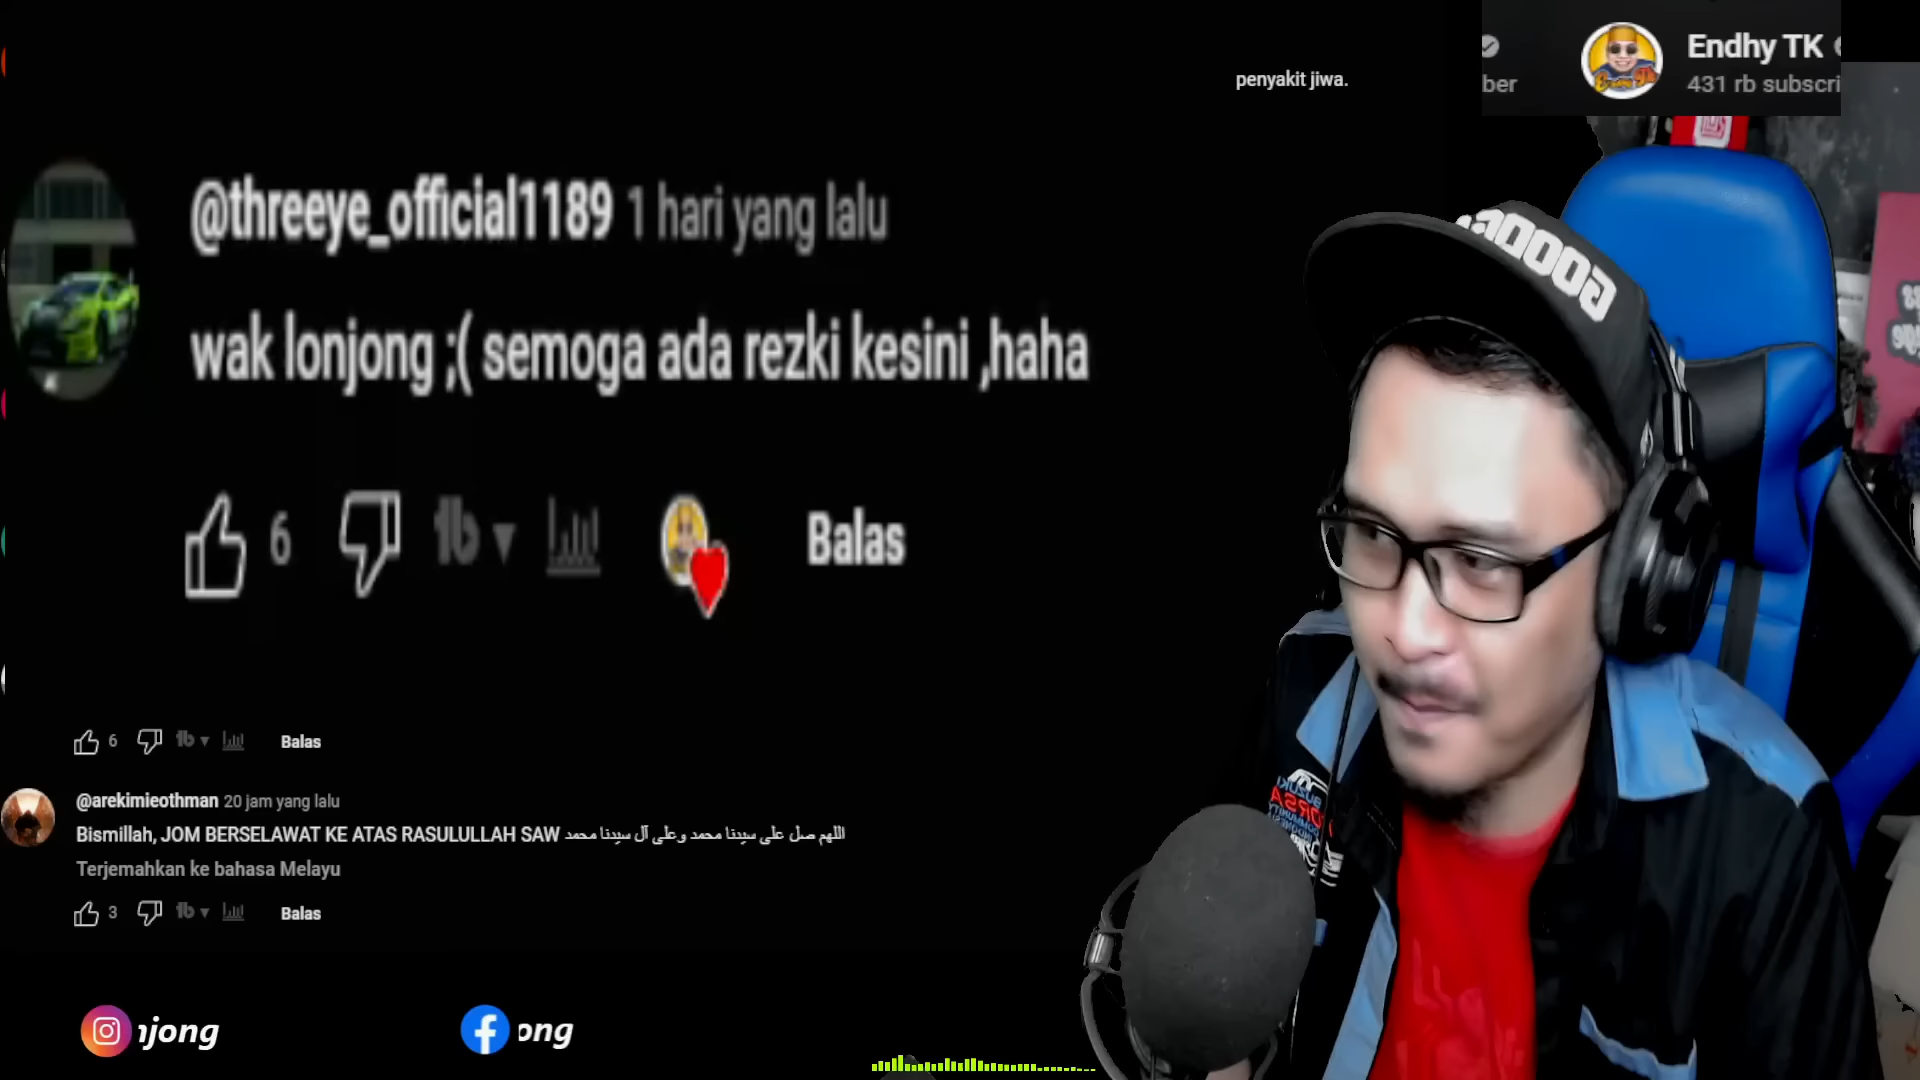 Endhy TK
431 rb subscri
ber
penyakit jiwa.
@threeye_official1189 1 hari yang lalu
wak lonjong ;( semoga ada rezki kesini ,haha
6
Balas
6
Balas
@arekimieothman 20 jam yang lalu
Bismillah, JOM BERSELAWAT KE ATAS RASULULLAH SAW اللهم صل على سيدنا محمد وعلى آل سيدنا محمد
Terjemahkan ke bahasa Melayu
3
Balas
njong
ong